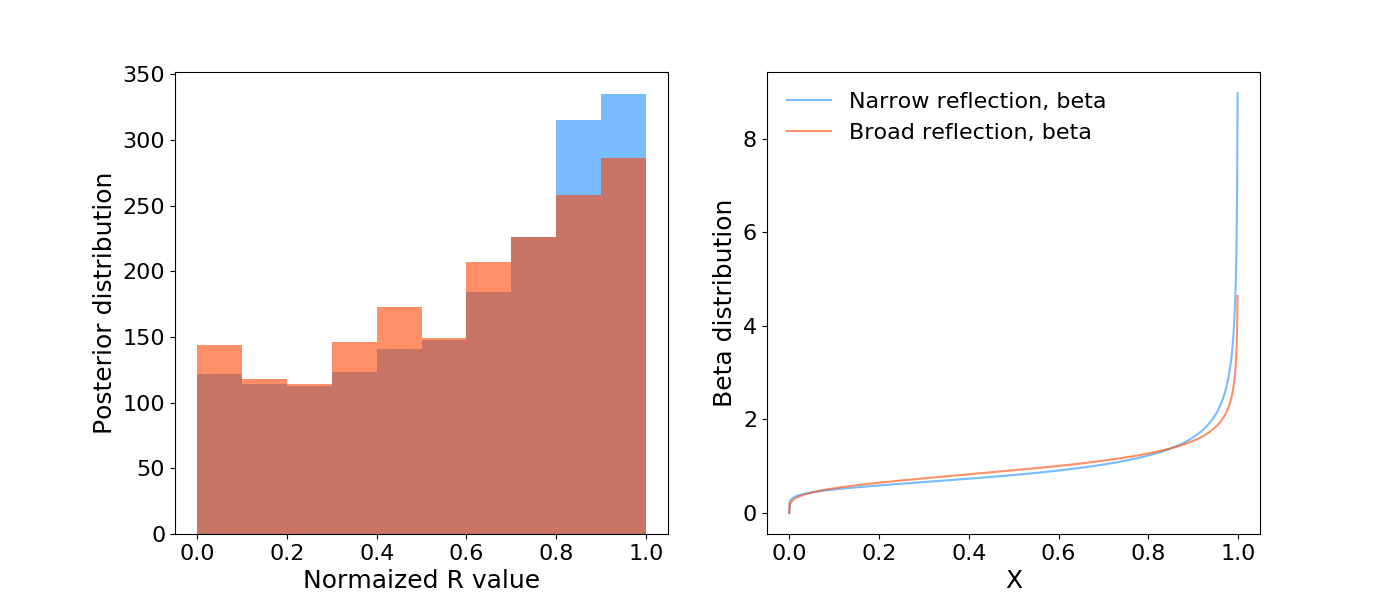 350
300
250
200
150
100
50
0
Posterior distribution
0.0 0.2 0.4 0.6 0.8 1.0
Normaized R value
Narrow reflection, beta
Broad reflection, beta
8
6
4
2
0
Beta distribution
0.0 0.2 0.4 0.6 0.8 1.0
X